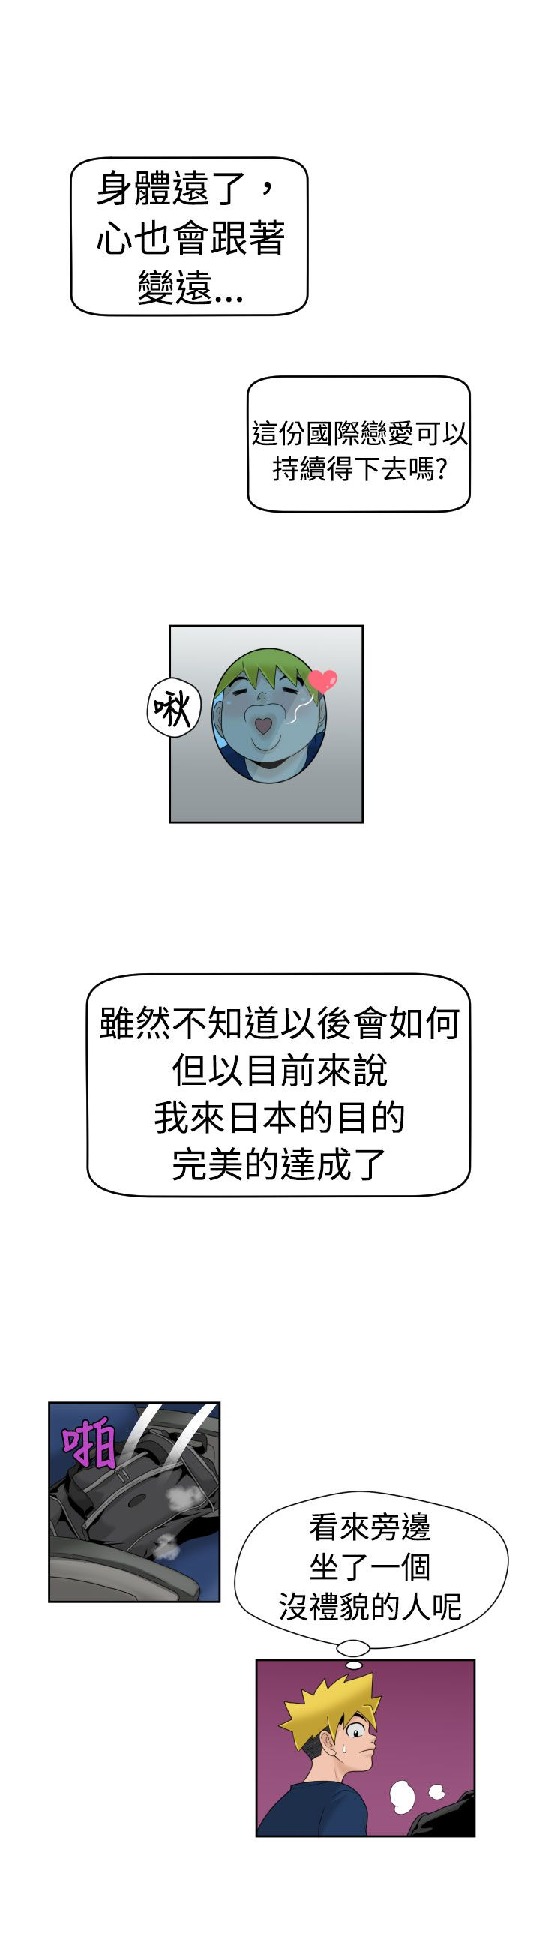 身體遠了，
心也會跟著
變遠...
這份國際戀愛可以
持續得下去嗎?
啾
雖然不知道以後會如何
但以目前來說
我來日本的目的
完美的達成了
啪
看來旁邊
坐了一個
沒禮貌的人呢